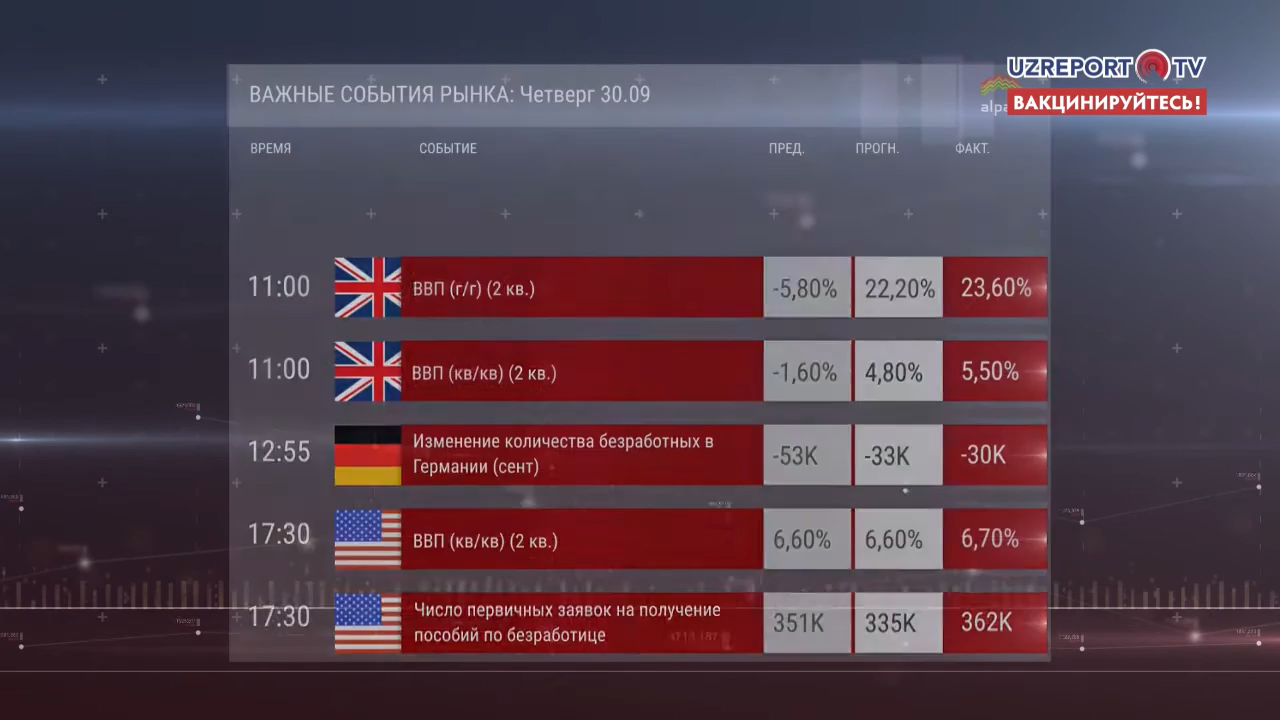 UZREPORT TV
ВАКЦИНИРУЙТЕСЬ!
ВАЖНЫЕ СОБЫТИЯ РЫНКА: Четверг 30.09
ВРЕМЯ СОБЫТИЕ ПРЕД. ПРОГН. ФАКТ.
11:00 ВВП (г/г) (2 кв.) -5,80% 22,20% 23,60%
11:00 ВВП (кв/кв) (2 кв.) -1,60% 4,80% 5,50%
12:55 Изменение количества безработных в
Германии (сент) -53K -33K -30K
17:30 ВВП (кв/кв) (2 кв.) 6,60% 6,60% 6,70%
17:30 Число первичных заявок на получение
пособий по безработице 351K 335K 362K